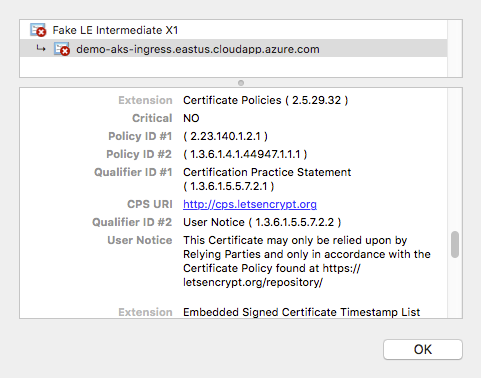 Fake LE Intermediate X1
↳ demo-aks-ingress.eastus.cloudapp.azure.com
Extension Certificate Policies ( 2.5.29.32 )
Critical NO
Policy ID #1 ( 2.23.140.1.2.1 )
Policy ID #2 ( 1.3.6.1.4.1.44947.1.1.1 )
Qualifier ID #1 Certification Practice Statement
( 1.3.6.1.5.5.7.2.1 )
CPS URI http://cps.letsencrypt.org
Qualifier ID #2 User Notice ( 1.3.6.1.5.5.7.2.2 )
User Notice This Certificate may only be relied upon by
Relying Parties and only in accordance with the
Certificate Policy found at https://
letsencrypt.org/repository/
Extension Embedded Signed Certificate Timestamp List
OK